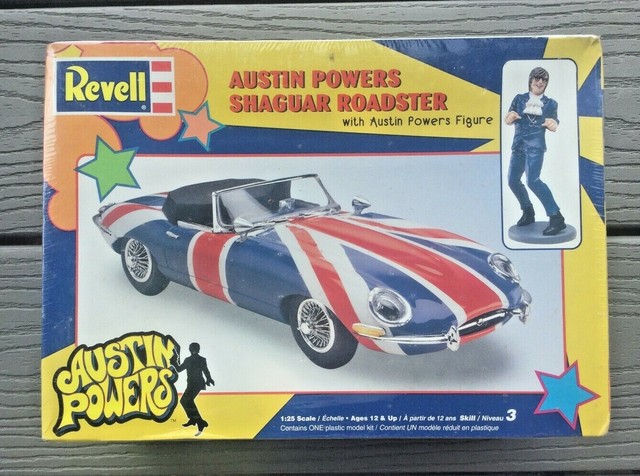 Revell
AUSTIN POWERS
SHAGUAR ROADSTER
with Austin Powers Figure
AUSTIN
POWERS
TM
1:25 Scale / Échelle • Ages 12 & Up / À partir de 12 ans Skill / Niveau 3
Contains ONE plastic model kit / Contient UN modèle réduit en plastique